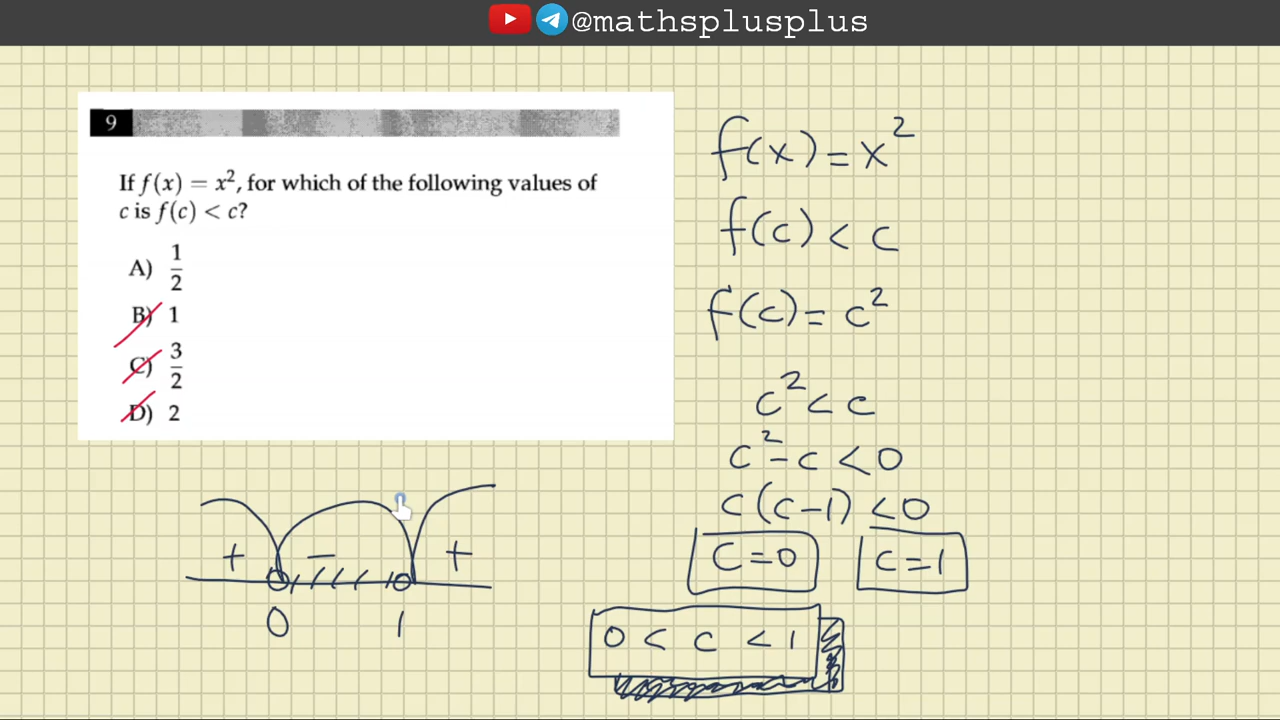 @mathsplusplus
9
If f(x) = x², for which of the following values of
c is f(c) < c?
A) 1/2
B) 1
C) 3/2
D) 2
f(x) = x²
f(c) < c
f(c) = c²
c² < c
c² - c < 0
c(c-1) < 0
C = 0
C = 1
+ - +
0 1
0 < c < 1